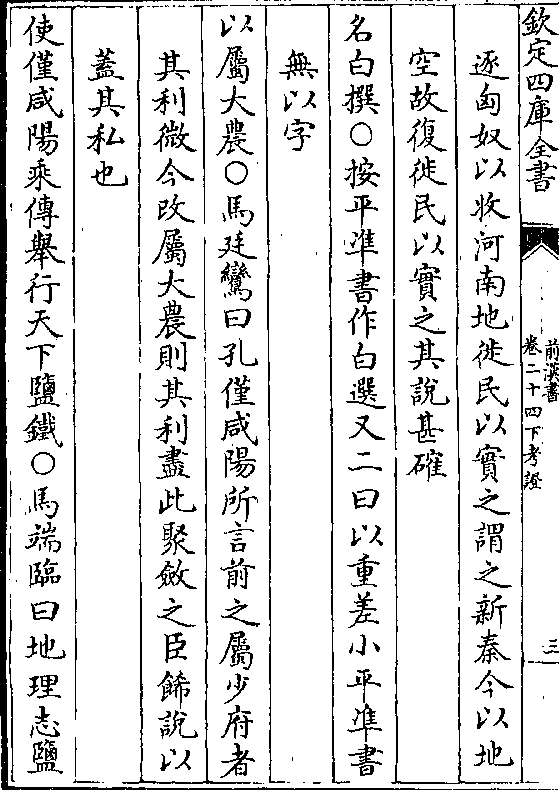 欽定四庫全書
前漢書
卷二十四下考證
三
逐匈奴以收河南地徙民以實之謂之新秦今以地
空故復徙民以實之其說甚確
名白撰○按平準書作白選又二曰以重差小平準書
無以字
以屬大農○馬廷鸞曰孔僅咸陽所言前之屬少府者
其利微今改屬大農則其利盡此聚斂之臣餙說以
蓋其私也
使僅咸陽乘傳舉行天下鹽鐵○馬端臨曰地理志鹽